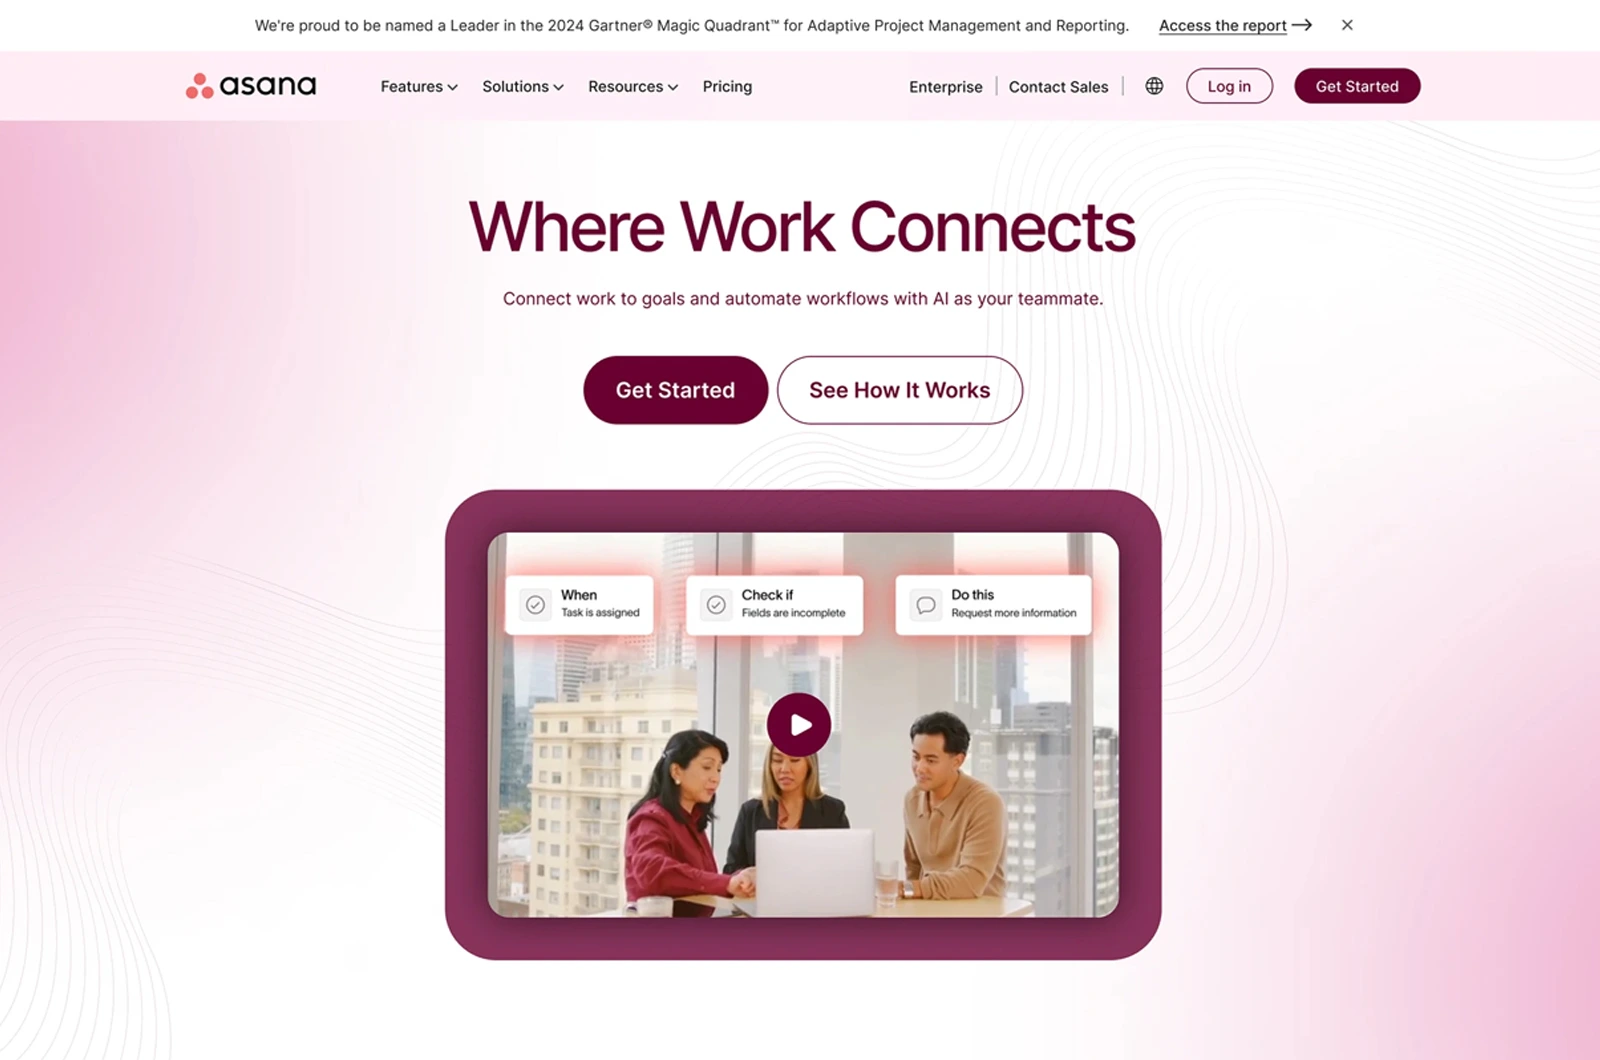 We're proud to be named a Leader in the 2024 Gartner® Magic Quadrant™ for Adaptive Project Management and Reporting. Access the report
asana Features Solutions Resources Pricing Enterprise Contact Sales Log in Get Started
Where Work Connects
Connect work to goals and automate workflows with AI as your teammate.
Get Started See How It Works
When
Task is assigned
Check if
Fields are incomplete
Do this
Request more information